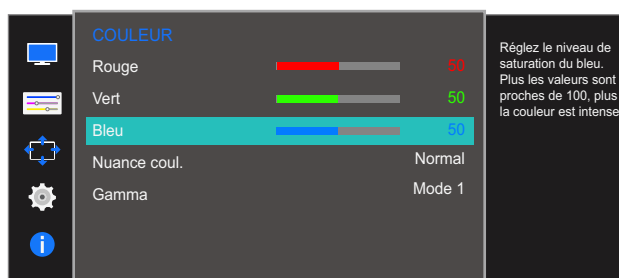 COULEUR
Rouge 50
Vert 50
Bleu 50
Nuance coul. Normal
Gamma Mode 1
Réglez le niveau de
saturation du bleu.
Plus les valeurs sont
proches de 100, plus
la couleur est intense
i